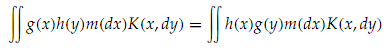 ∬ g(x)h(y)m(dx)K(x, dy) = ∬ h(x)g(y)m(dx)K(x, dy)